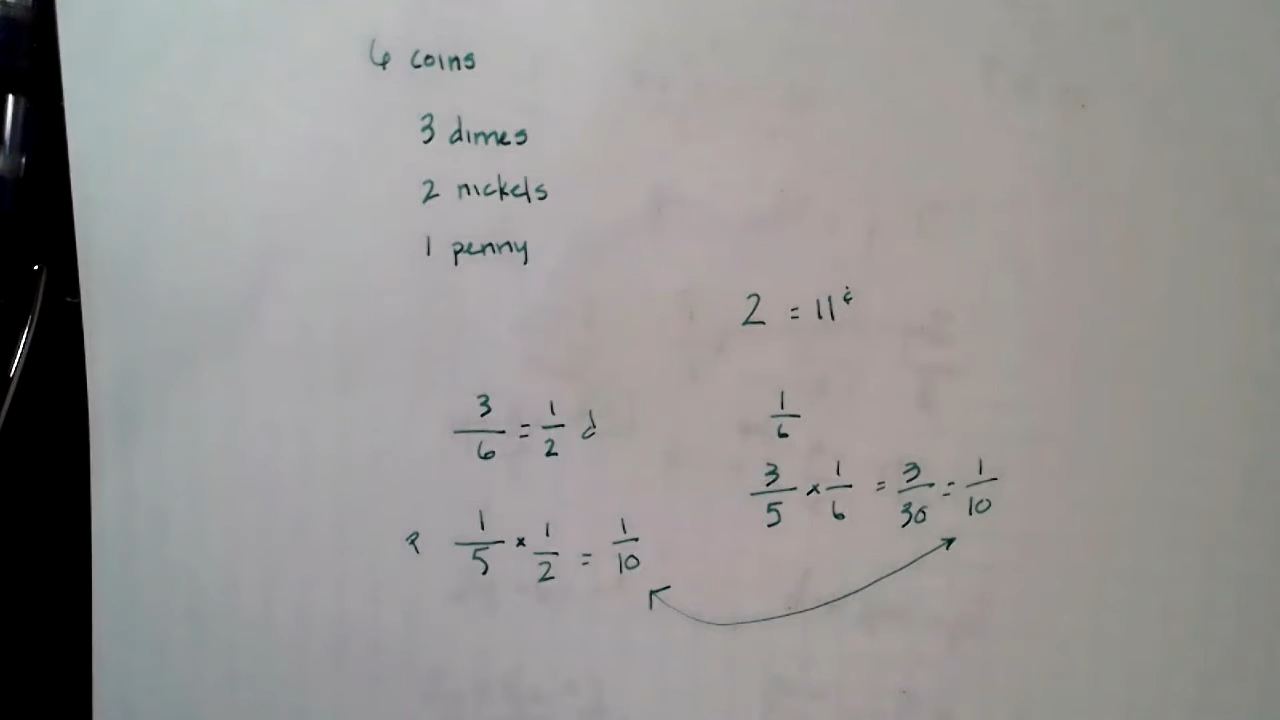 6 coins
3 dimes
2 nickels
1 penny
2 = 11¢
3/6 = 1/2 d
1/5 × 1/2 = 1/10
1/6
3/5 × 1/6 = 3/30 = 1/10